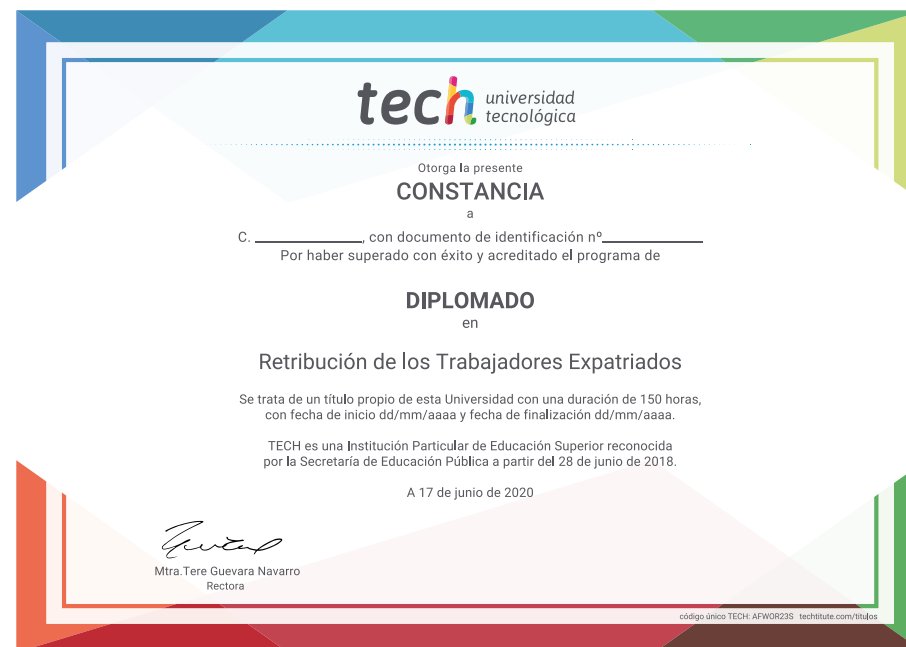 tech universidad
tecnológica
Otorga la presente
CONSTANCIA
a
C. ______________, con documento de identificación nº______________
Por haber superado con éxito y acreditado el programa de
DIPLOMADO
en
Retribución de los Trabajadores Expatriados
Se trata de un título propio de esta Universidad con una duración de 150 horas,
con fecha de inicio dd/mm/aaaa y fecha de finalización dd/mm/aaaa.
TECH es una Institución Particular de Educación Superior reconocida
por la Secretaría de Educación Pública a partir del 28 de junio de 2018.
A 17 de junio de 2020
Mtra.Tere Guevara Navarro
Rectora
código único TECH: AFWOR23S techtitute.com/titulos